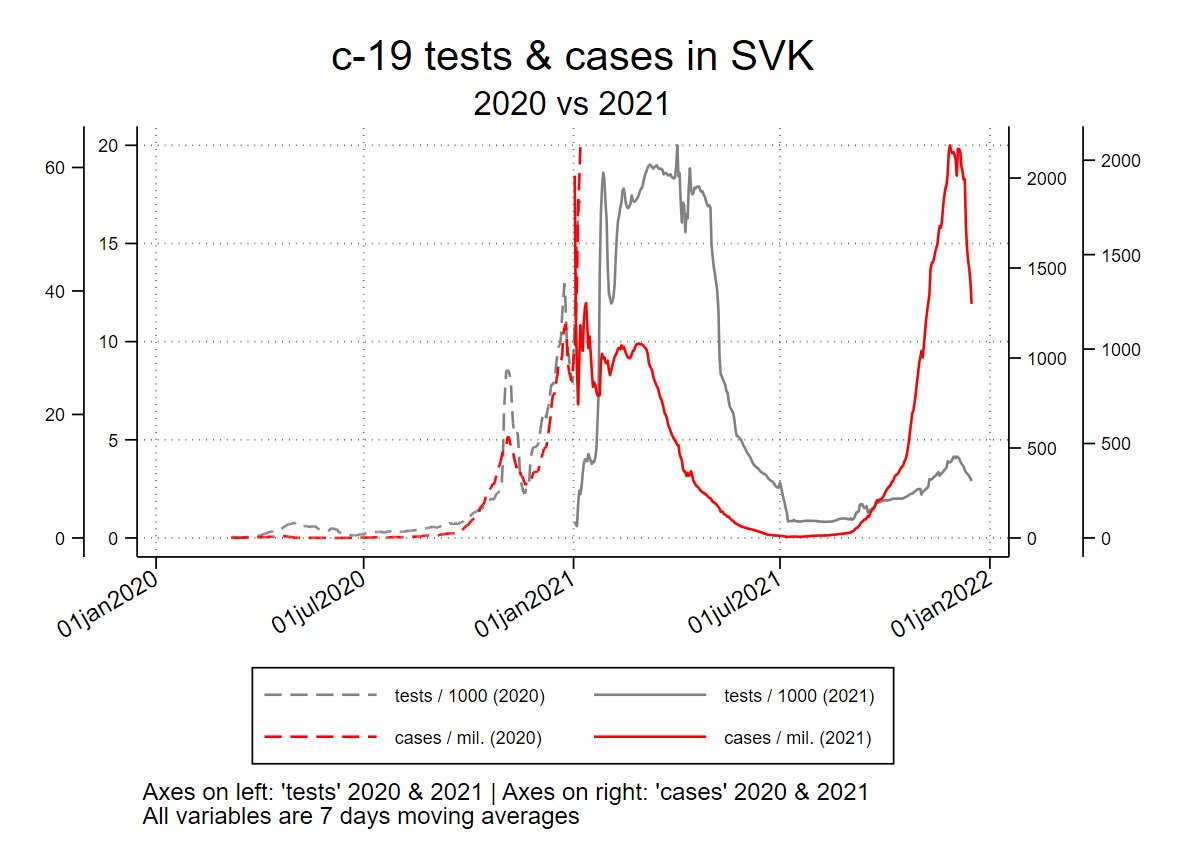 c-19 tests & cases in SVK
2020 vs 2021
60
40
20
0
20
15
10
5
0
2000
1500
1000
500
0
2000
1500
1000
500
0
01jan2020
01jul2020
01jan2021
01jul2021
01jan2022
tests / 1000 (2020)
tests / 1000 (2021)
cases / mil. (2020)
cases / mil. (2021)
Axes on left: 'tests' 2020 & 2021 | Axes on right: 'cases' 2020 & 2021
All variables are 7 days moving averages